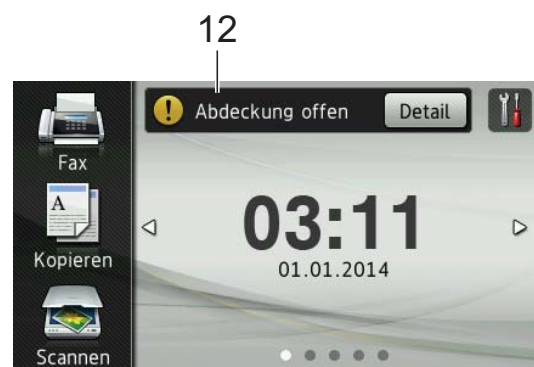 12
Abdeckung offen Detail
Fax
A
Kopieren
03:11
01.01.2014
Scannen